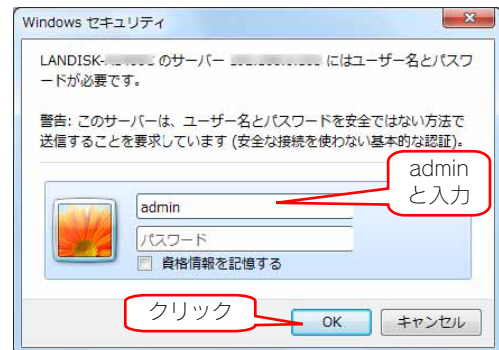 Windows セキュリティ
LANDISK- のサーバー にはユーザー名とパスワ
ードが必要です。
警告: このサーバーは、ユーザー名とパスワードを安全ではない方法で
送信することを要求しています (安全な接続を使わない基本的な認証)。
admin
と入力
admin
パスワード
資格情報を記憶する
クリック
OK
キャンセル